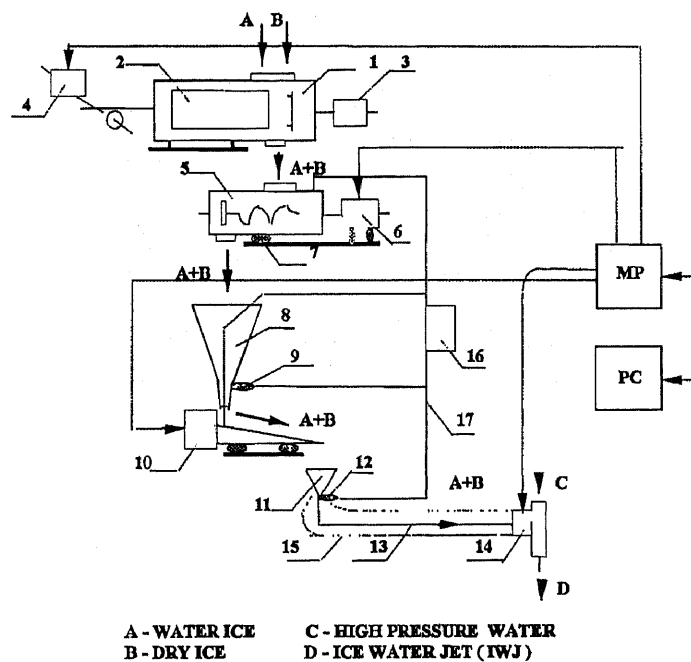 A B
2 1 3
4
A+B
5
6
7
A+B
MP
8
16
9
PC
A+B
17
10
12
11 A+B C
15 13 14
D
A - WATER ICE C - HIGH PRESSURE WATER
B - DRY ICE D - ICE WATER JET ( IWJ )